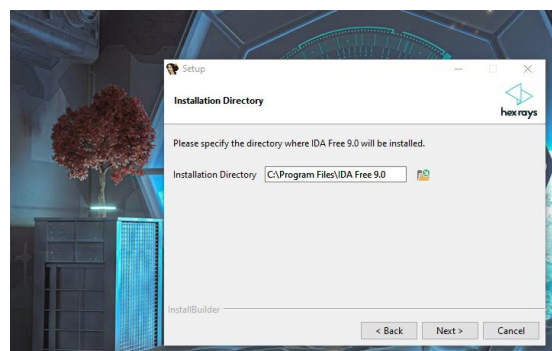 Setup
Installation Directory
hex rays
Please specify the directory where IDA Free 9.0 will be installed.
Installation Directory C:\Program Files\IDA Free 9.0
InstallBuilder
< Back Next > Cancel